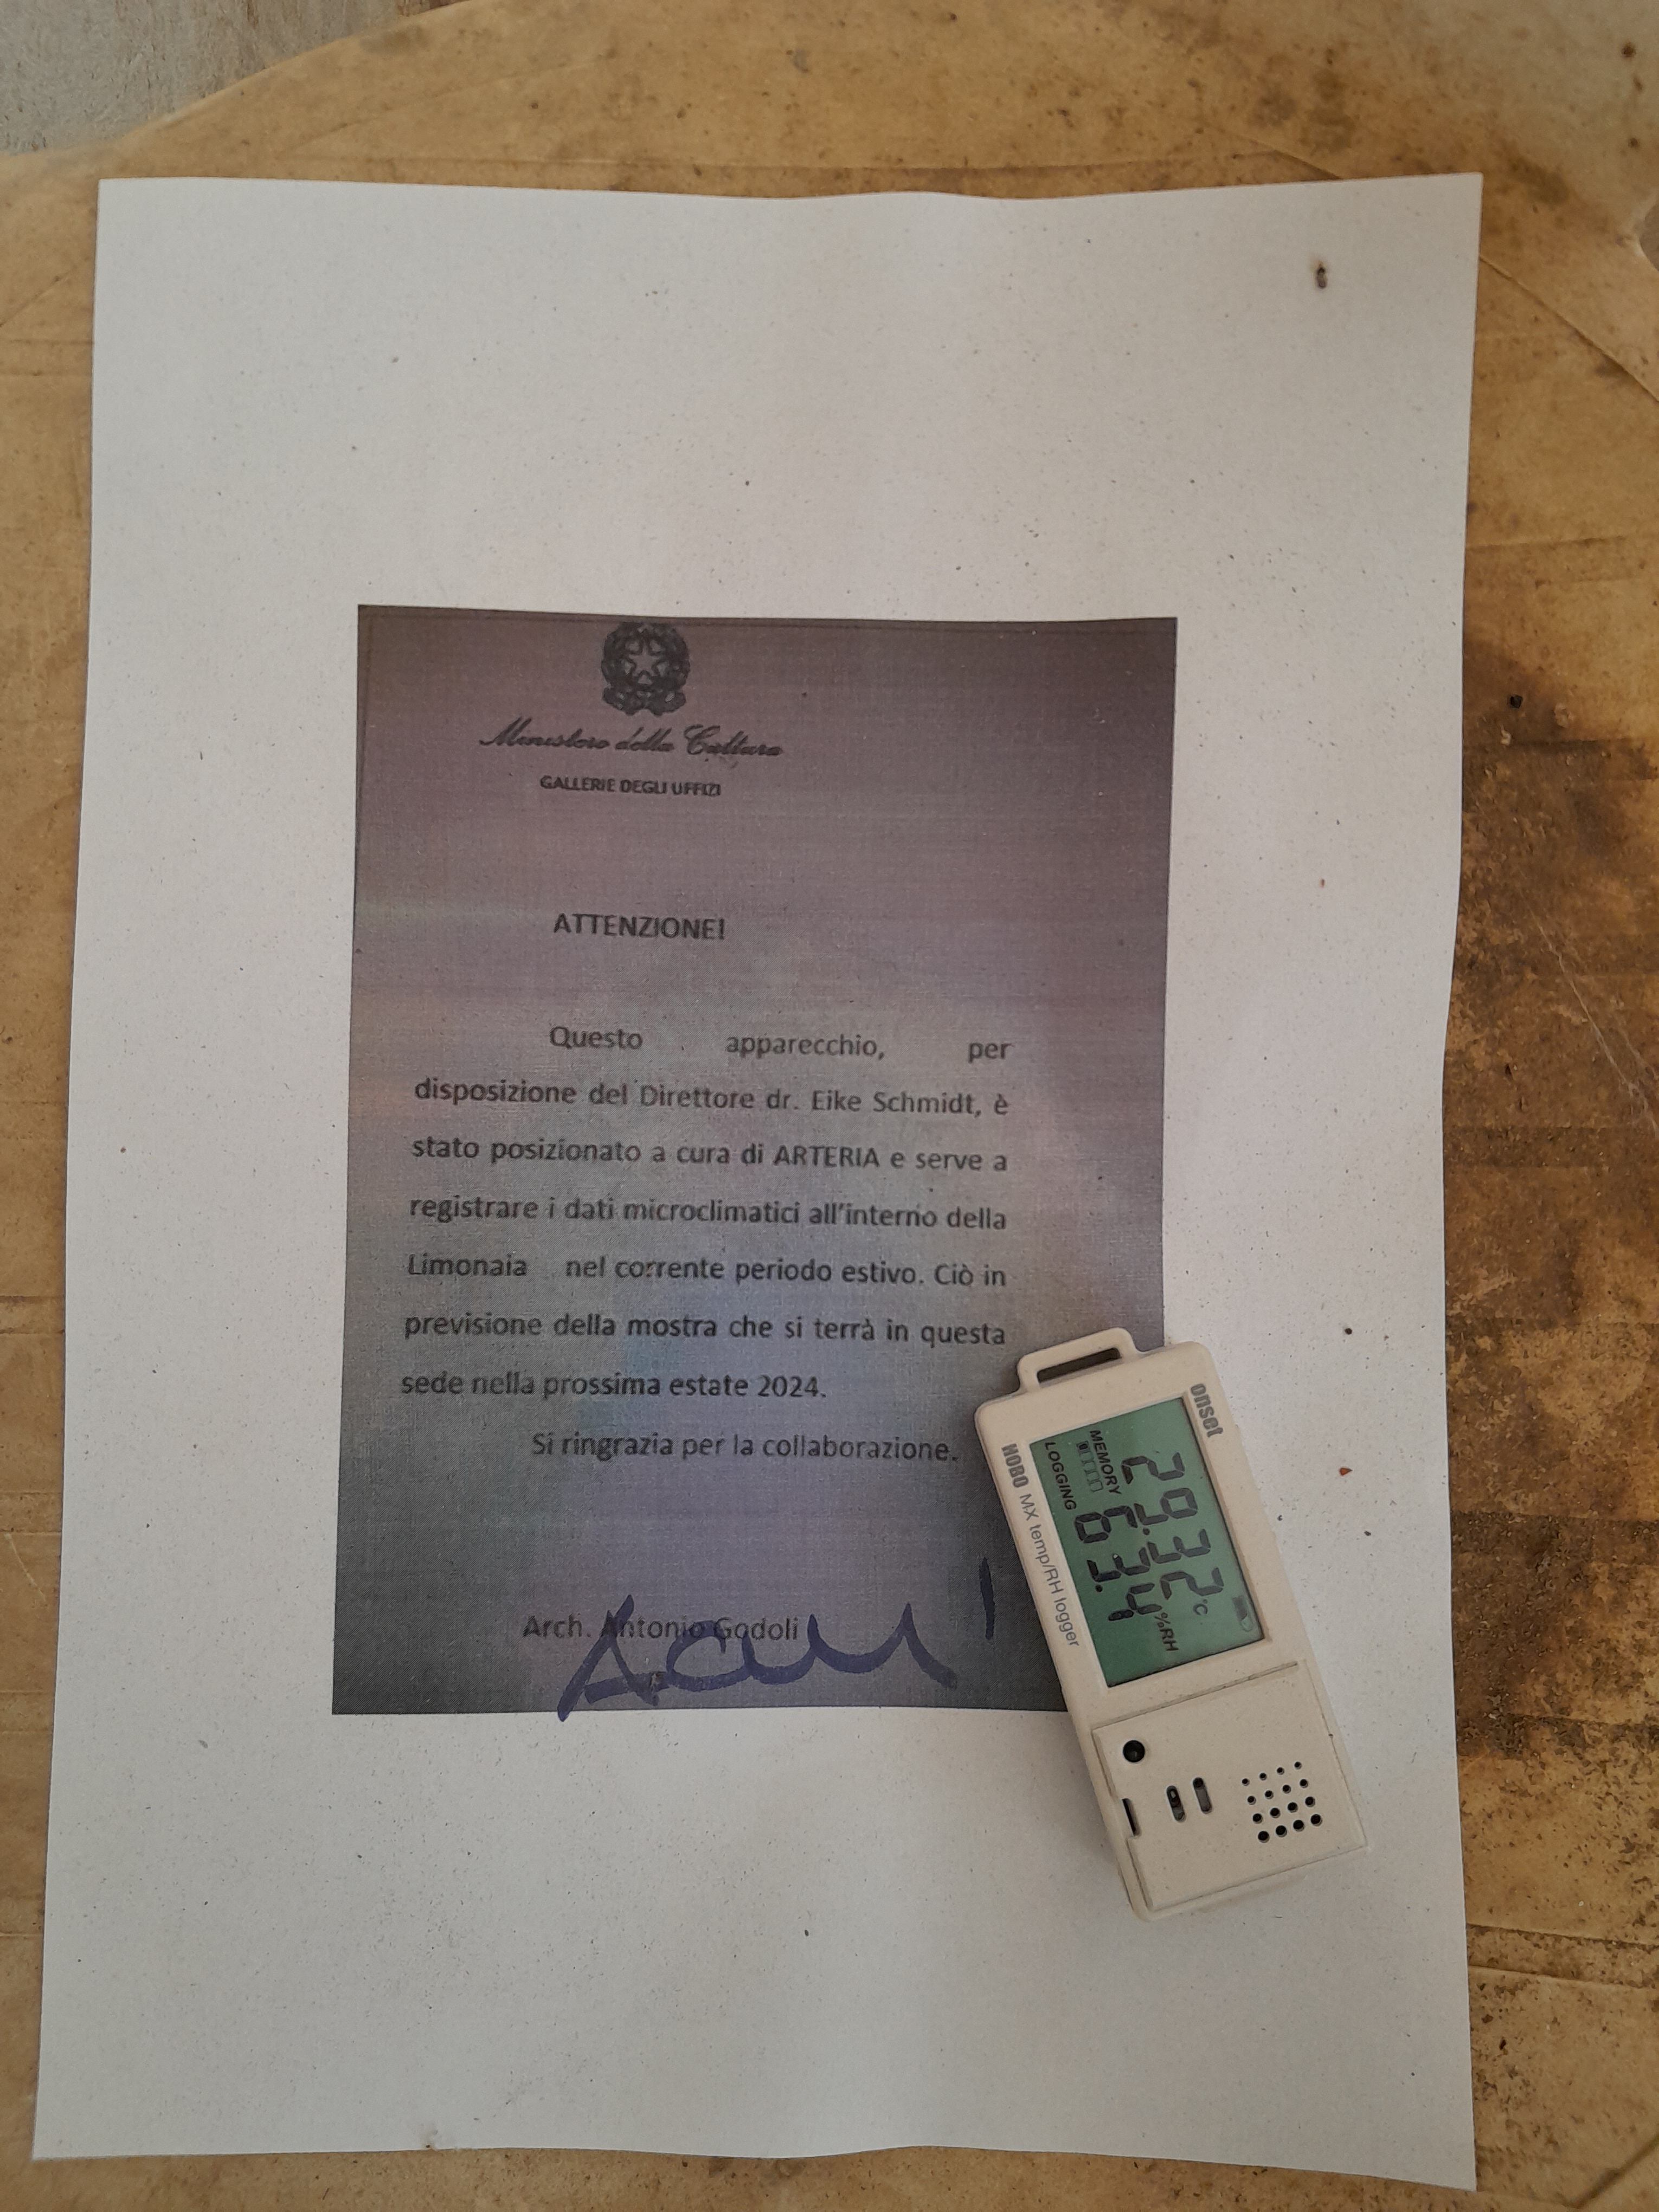 Ministero della Cultura
GALLERIE DEGLI UFFIZI
ATTENZIONE!
Questo apparecchio, per
disposizione del Direttore dr. Eike Schmidt, è
stato posizionato a cura di ARTERIA e serve a
registrare i dati microclimatici all'interno della
Limonaia nel corrente periodo estivo. Ciò in
previsione della mostra che si terrà in questa
sede nella prossima estate 2024.
Si ringrazia per la collaborazione.
Arch. Antonio Godoli
onset
29.32 °C
MEMORY
63.34 %RH
LOGGING
HOBO MX temp/RH logger